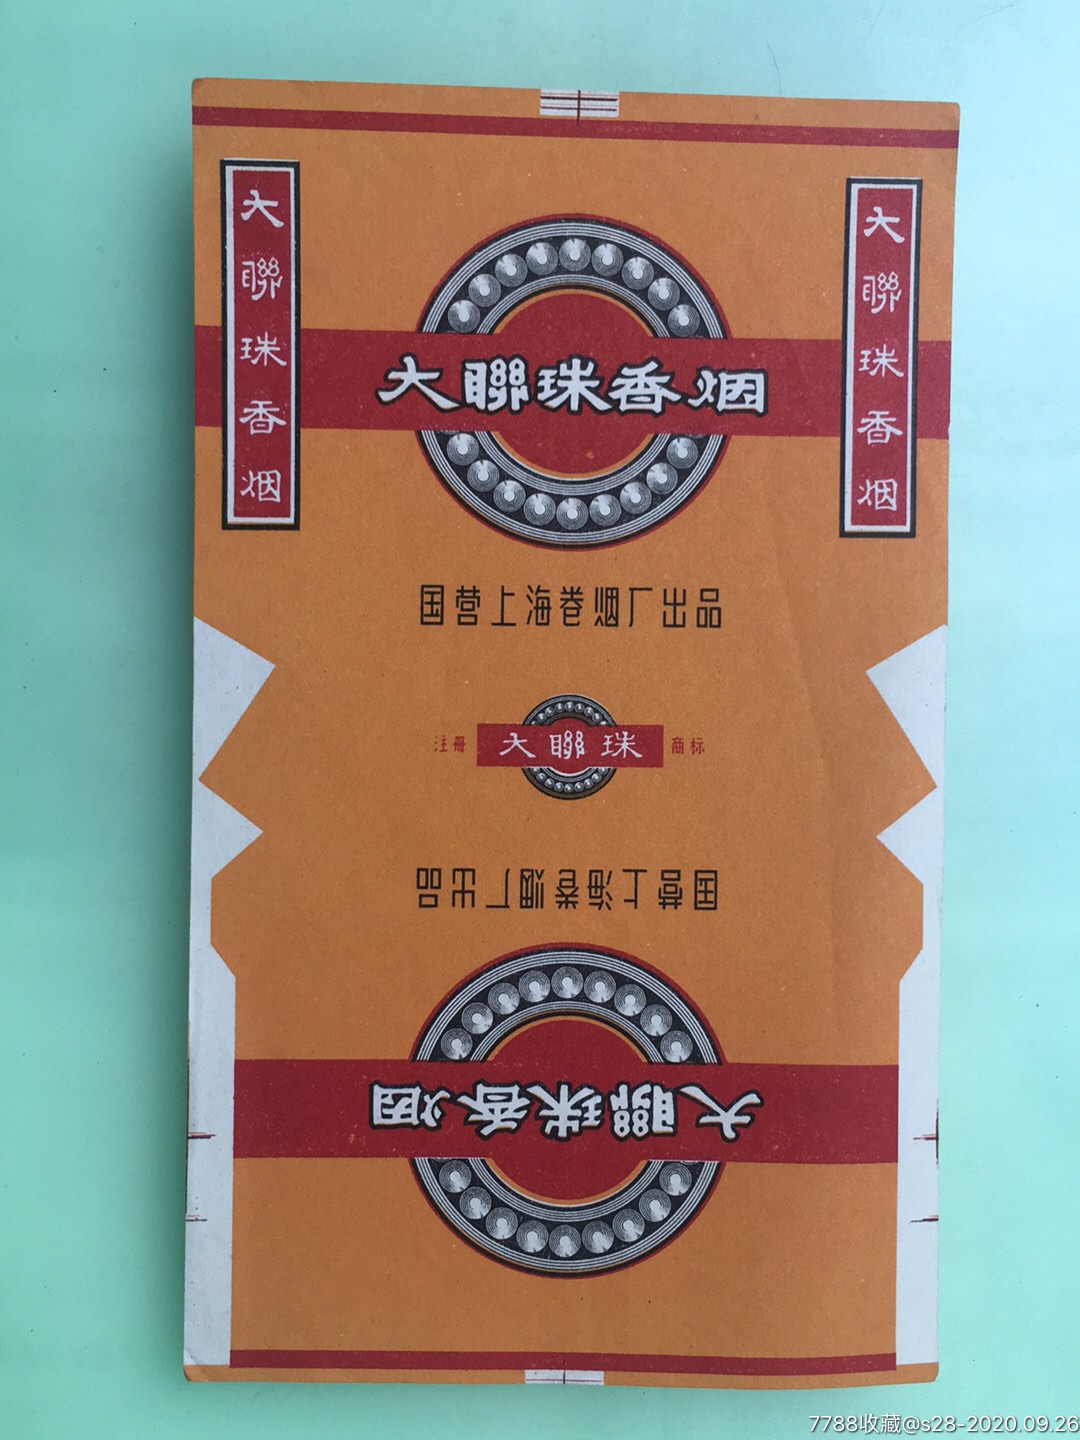 大聯珠香烟
大聯珠香烟
大聯珠香烟
国营上海卷烟厂出品
注册 大聯珠 商标
国营上海卷烟厂出品
大聯珠香烟
7788收藏@s28-2020.09.26